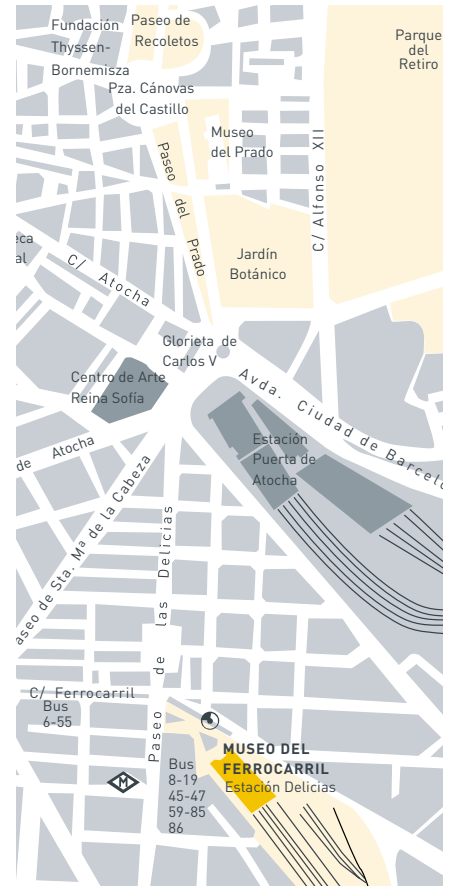 Fundación
Thyssen-
Bornemisza
Paseo de
Recoletos
Parque
del
Retiro
Pza. Cánovas
del Castillo
Museo
del Prado
C/ Alfonso XII
Paseo del Prado
Jardín
Botánico
eca
al
C/ Atocha
Glorieta de
Carlos V
Centro de Arte
Reina Sofía
Avda. Ciudad de Barcelo
de Atocha
Estación
Puerta de
Atocha
aseo de Sta. Mª de la Cabeza
Paseo de las Delicias
C/ Ferrocarril
Bus
6-55
M
MUSEO DEL
FERROCARRIL
Estación Delicias
Bus
8-19
45-47
59-85
86